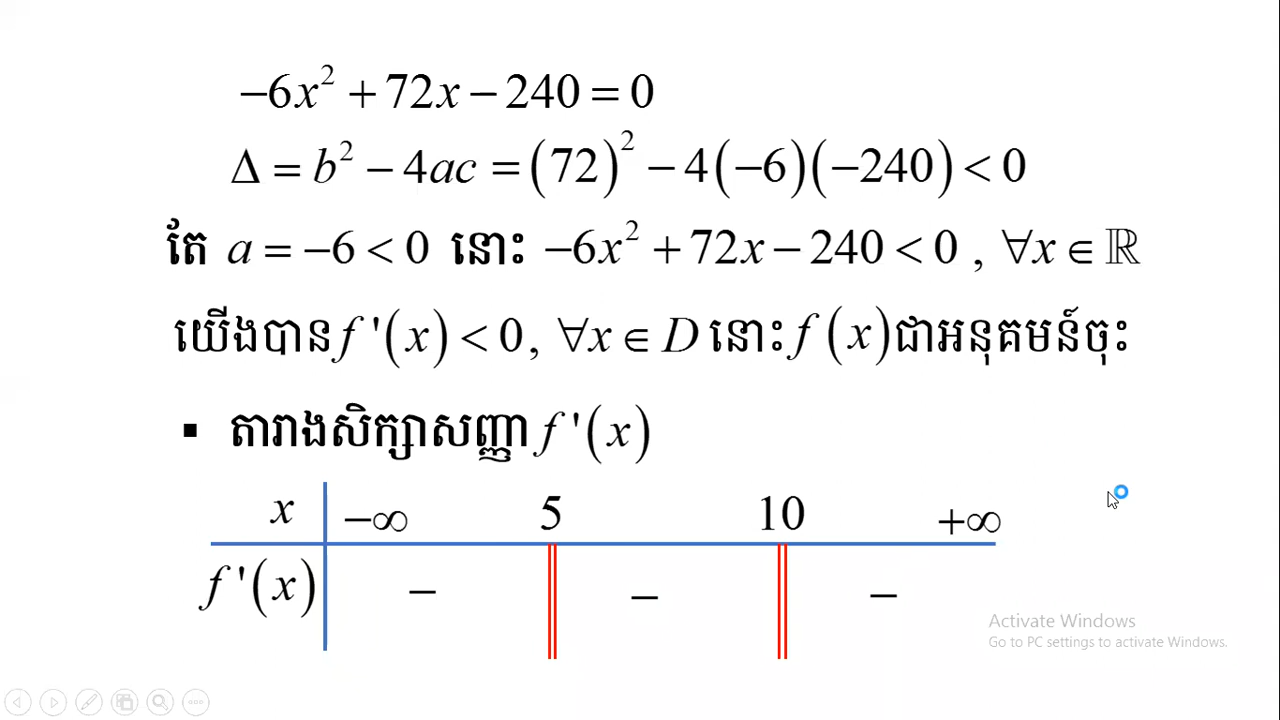 −6x² + 72x − 240 = 0
Δ = b² − 4ac = (72)² − 4(−6)(−240) < 0
តែ a = −6 < 0 នោះ −6x² + 72x − 240 < 0 , ∀x ∈ ℝ
យើងបាន f '(x) < 0, ∀x ∈ D នោះ f (x) ជាអនុគមន៍ចុះ
▪ តារាងសិក្សាសញ្ញា f '(x)
x −∞ 5 10 +∞
f '(x) − − −
Activate Windows
Go to PC settings to activate Windows.